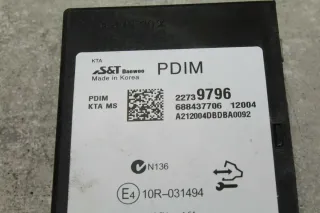 KTA
S&T Daewoo
Made in Korea
PDIM
PDIM 22739796
KTA MS 688437706 12004
A212004DBDBA0092
N136
E4 10R-031494